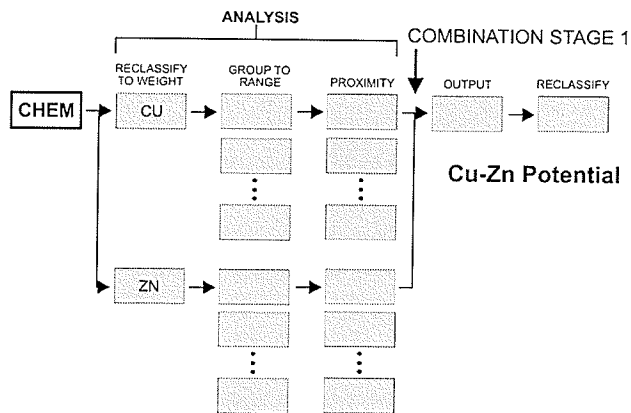 ANALYSIS
COMBINATION STAGE 1
RECLASSIFY
TO WEIGHT
GROUP TO
RANGE
PROXIMITY
OUTPUT
RECLASSIFY
CHEM
CU
Cu-Zn Potential
ZN